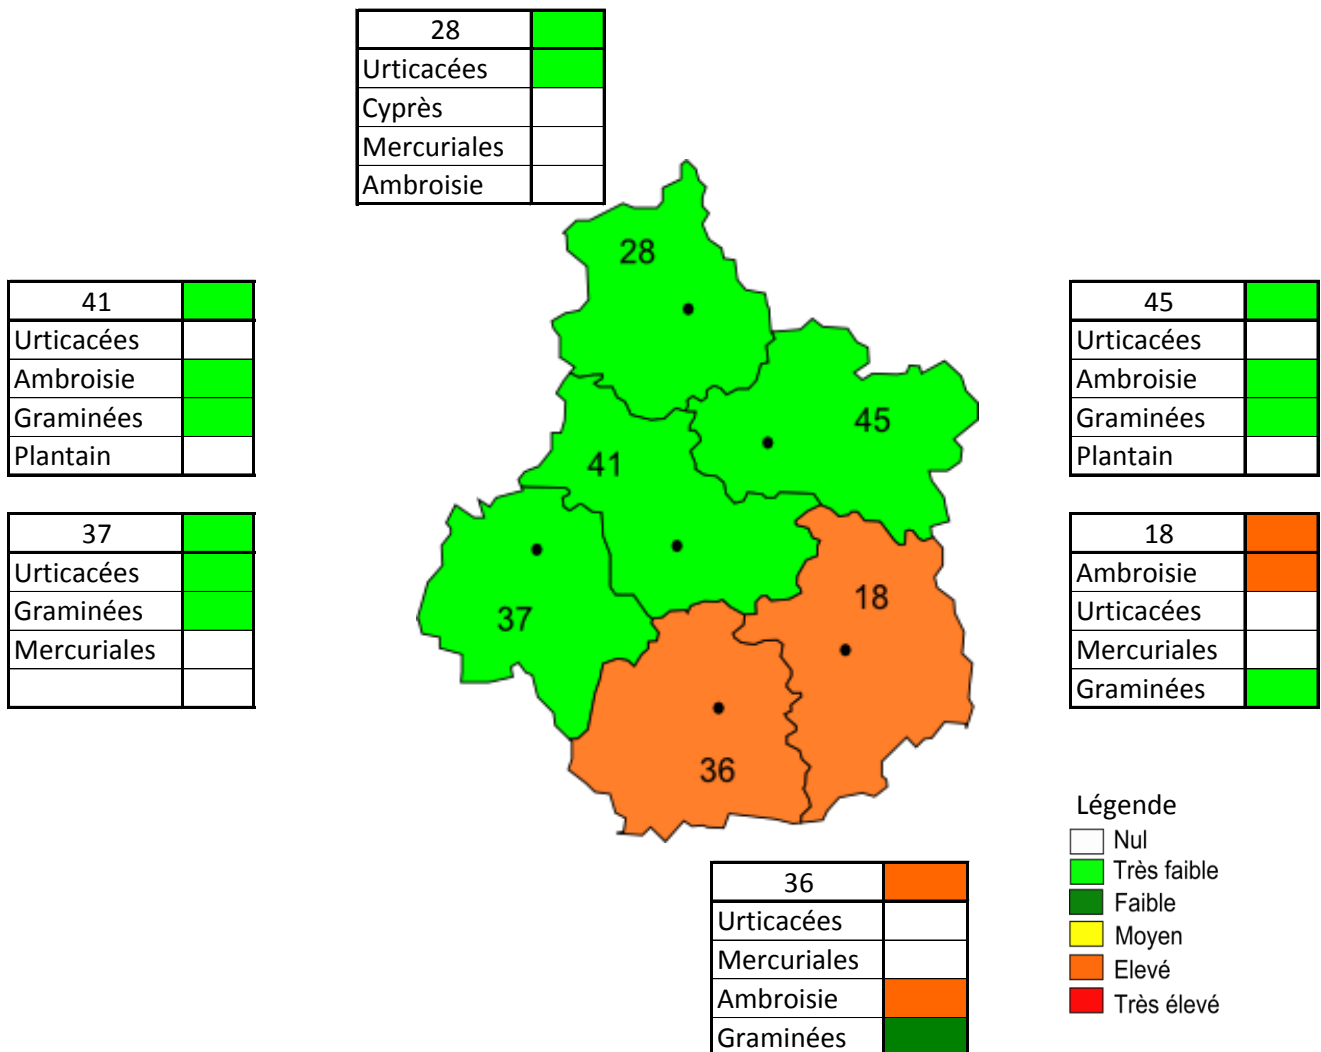 28
Urticacées
Cyprès
Mercuriales
Ambroisie
41
Urticacées
Ambroisie
Graminées
Plantain
37
Urticacées
Graminées
Mercuriales
28
45
41
37
18
36
45
Urticacées
Ambroisie
Graminées
Plantain
18
Ambroisie
Urticacées
Mercuriales
Graminées
36
Urticacées
Mercuriales
Ambroisie
Graminées
Légende
Nul
Très faible
Faible
Moyen
Elevé
Très élevé